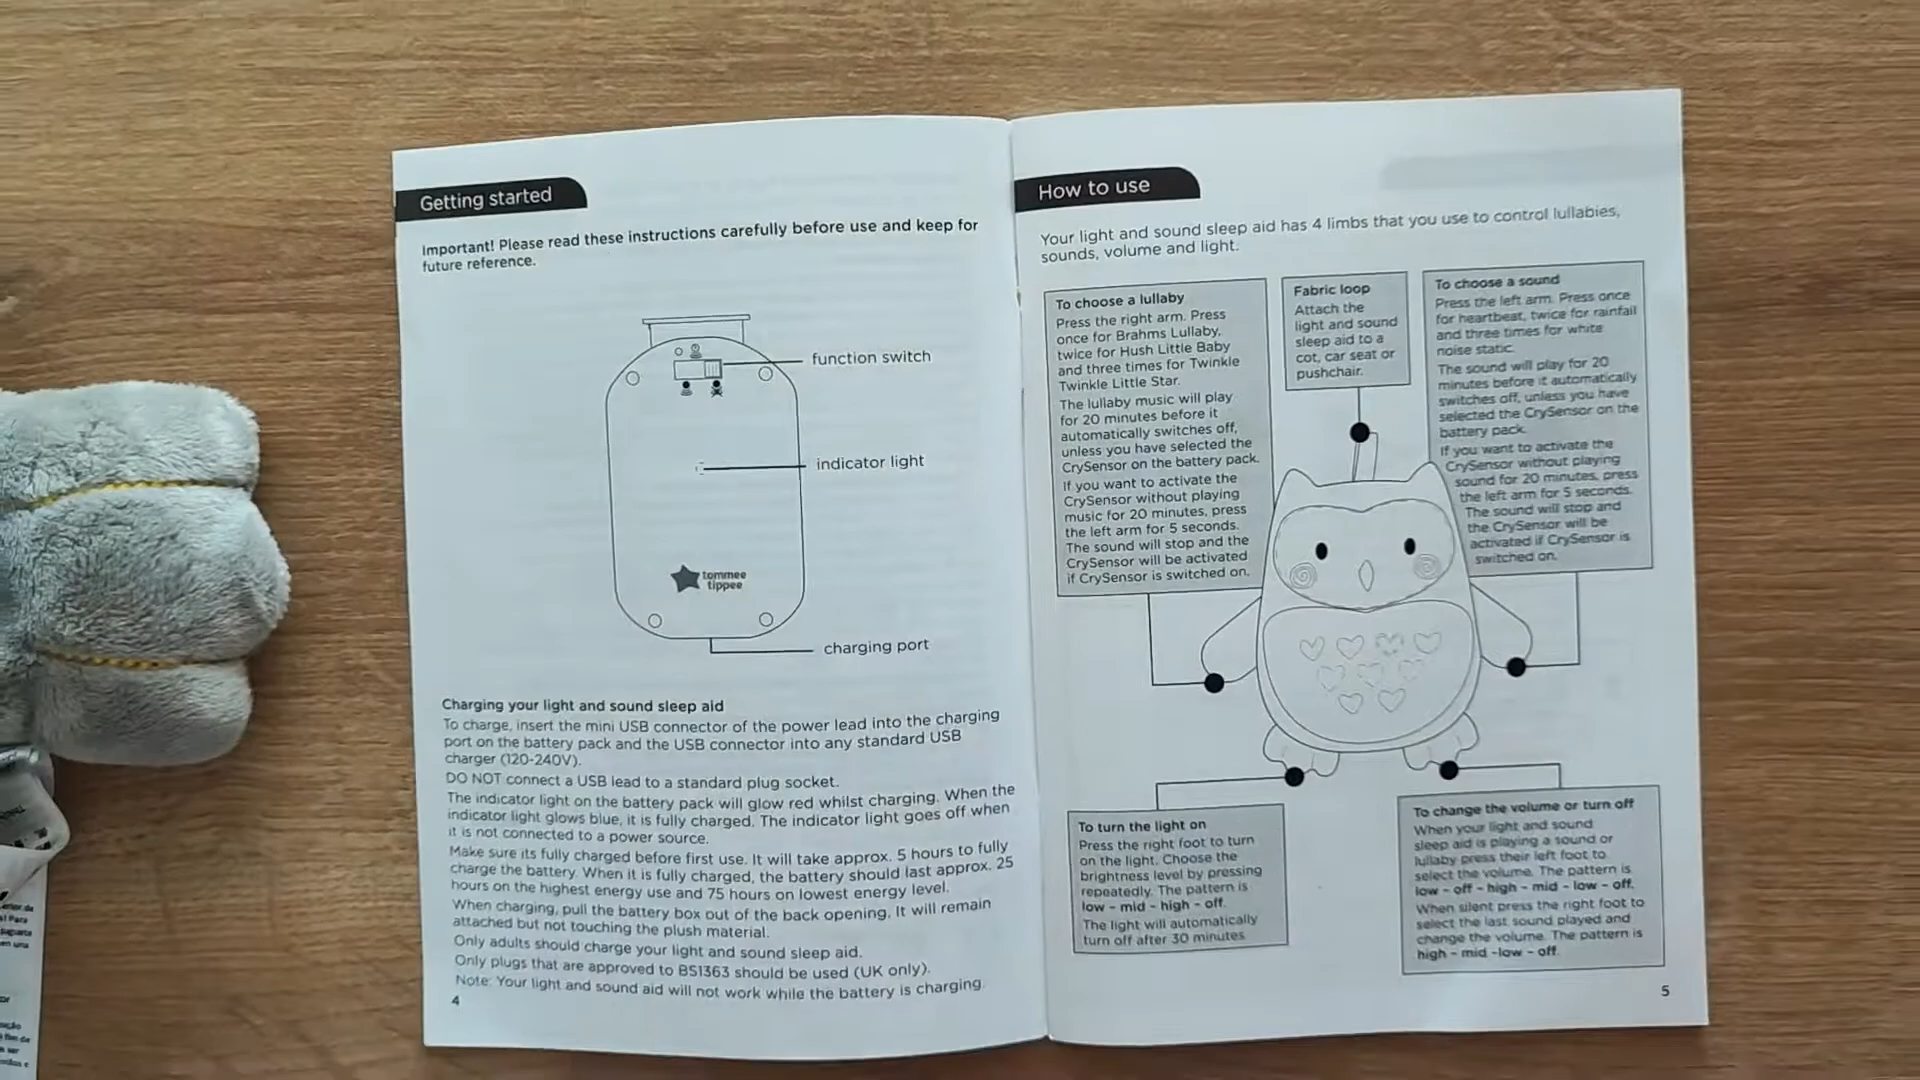 Getting started
Important! Please read these instructions carefully before use and keep for
future reference.
function switch
indicator light
tommee
tippee
charging port
Charging your light and sound sleep aid
To charge, insert the mini USB connector of the power lead into the charging
port on the battery pack and the USB connector into any standard USB
charger (120-240V).
DO NOT connect a USB lead to a standard plug socket.
The indicator light on the battery pack will glow red whilst charging. When the
indicator light glows blue, it is fully charged. The indicator light goes off when
it is not connected to a power source.
Make sure its fully charged before first use. It will take approx. 5 hours to fully
charge the battery. When it is fully charged, the battery should last approx. 25
hours on the highest energy use and 75 hours on lowest energy level.
When charging, pull the battery box out of the back opening. It will remain
attached but not touching the plush material.
Only adults should charge your light and sound sleep aid.
Only plugs that are approved to BS1363 should be used (UK only).
Note: Your light and sound aid will not work while the battery is charging.
4
How to use
Your light and sound sleep aid has 4 limbs that you use to control lullabies,
sounds, volume and light.
To choose a lullaby
Press the right arm. Press
once for Brahms Lullaby,
twice for Hush Little Baby
and three times for Twinkle
Twinkle Little Star.
The lullaby music will play
for 20 minutes before it
automatically switches off,
unless you have selected the
CrySensor on the battery pack.
If you want to activate the
CrySensor without playing
music for 20 minutes, press
the left arm for 5 seconds.
The sound will stop and the
CrySensor will be activated
if CrySensor is switched on.
Fabric loop
Attach the
light and sound
sleep aid to a
cot, car seat or
pushchair.
To choose a sound
Press the left arm. Press once
for heartbeat, twice for rainfall
and three times for white
noise static.
The sound will play for 20
minutes before it automatically
switches off, unless you have
selected the CrySensor on the
battery pack.
If you want to activate the
CrySensor without playing
sound for 20 minutes, press
the left arm for 5 seconds.
The sound will stop and
the CrySensor will be
activated if CrySensor is
switched on.
To turn the light on
Press the right foot to turn
on the light. Choose the
brightness level by pressing
repeatedly. The pattern is
low – mid – high – off.
The light will automatically
turn off after 30 minutes
To change the volume or turn off
When your light and sound
sleep aid is playing a sound or
lullaby press their left foot to
select the volume. The pattern is
low – off – high – mid – low – off.
When silent press the right foot to
select the last sound played and
change the volume. The pattern is
high – mid -low – off.
5